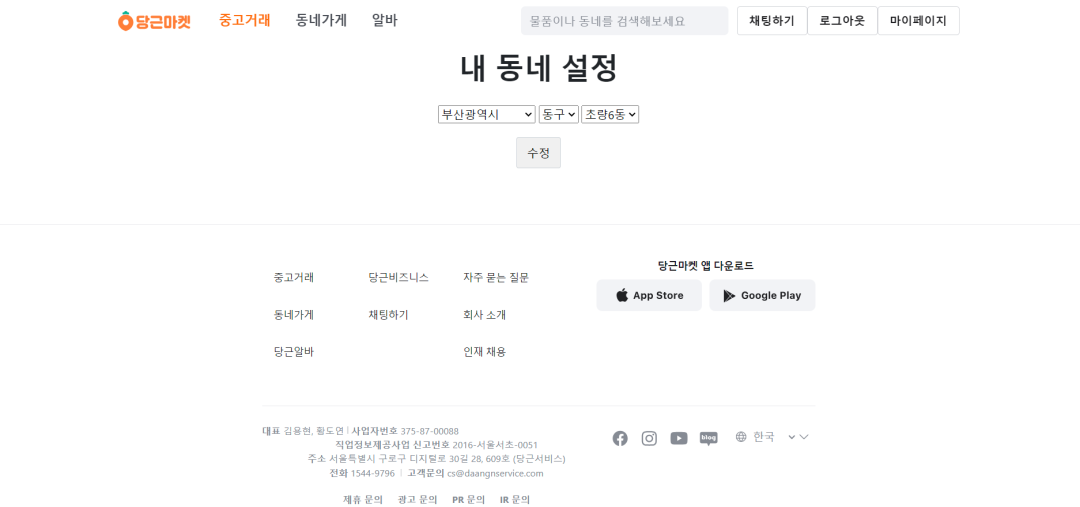 당근마켓 중고거래 동네가게 알바 물품이나 동네를 검색해보세요 채팅하기 로그아웃 마이페이지
내 동네 설정
부산광역시 동구 초량6동
수정
당근마켓 앱 다운로드
중고거래 당근비즈니스 자주 묻는 질문
App Store Google Play
동네가게 채팅하기 회사 소개
당근알바 인재 채용
대표 김용현, 황도연 | 사업자번호 375-87-00088
직업정보제공사업 신고번호 2016-서울서초-0051
blog 한국
주소 서울특별시 구로구 디지털로 30길 28, 609호 (당근서비스)
전화 1544-9796 | 고객문의 cs@daangnservice.com
제휴 문의 광고 문의 PR 문의 IR 문의